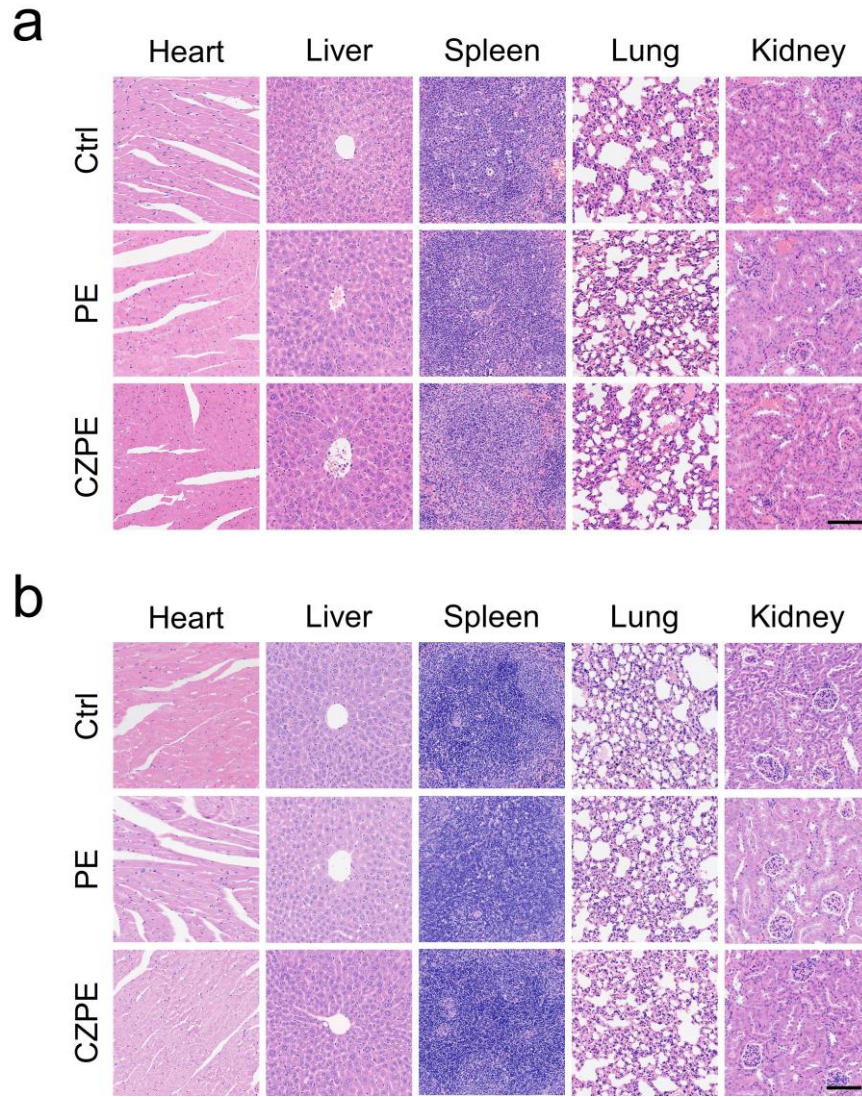 a
Heart Liver Spleen Lung Kidney
Ctrl
PE
CZPE
b
Heart Liver Spleen Lung Kidney
Ctrl
PE
CZPE